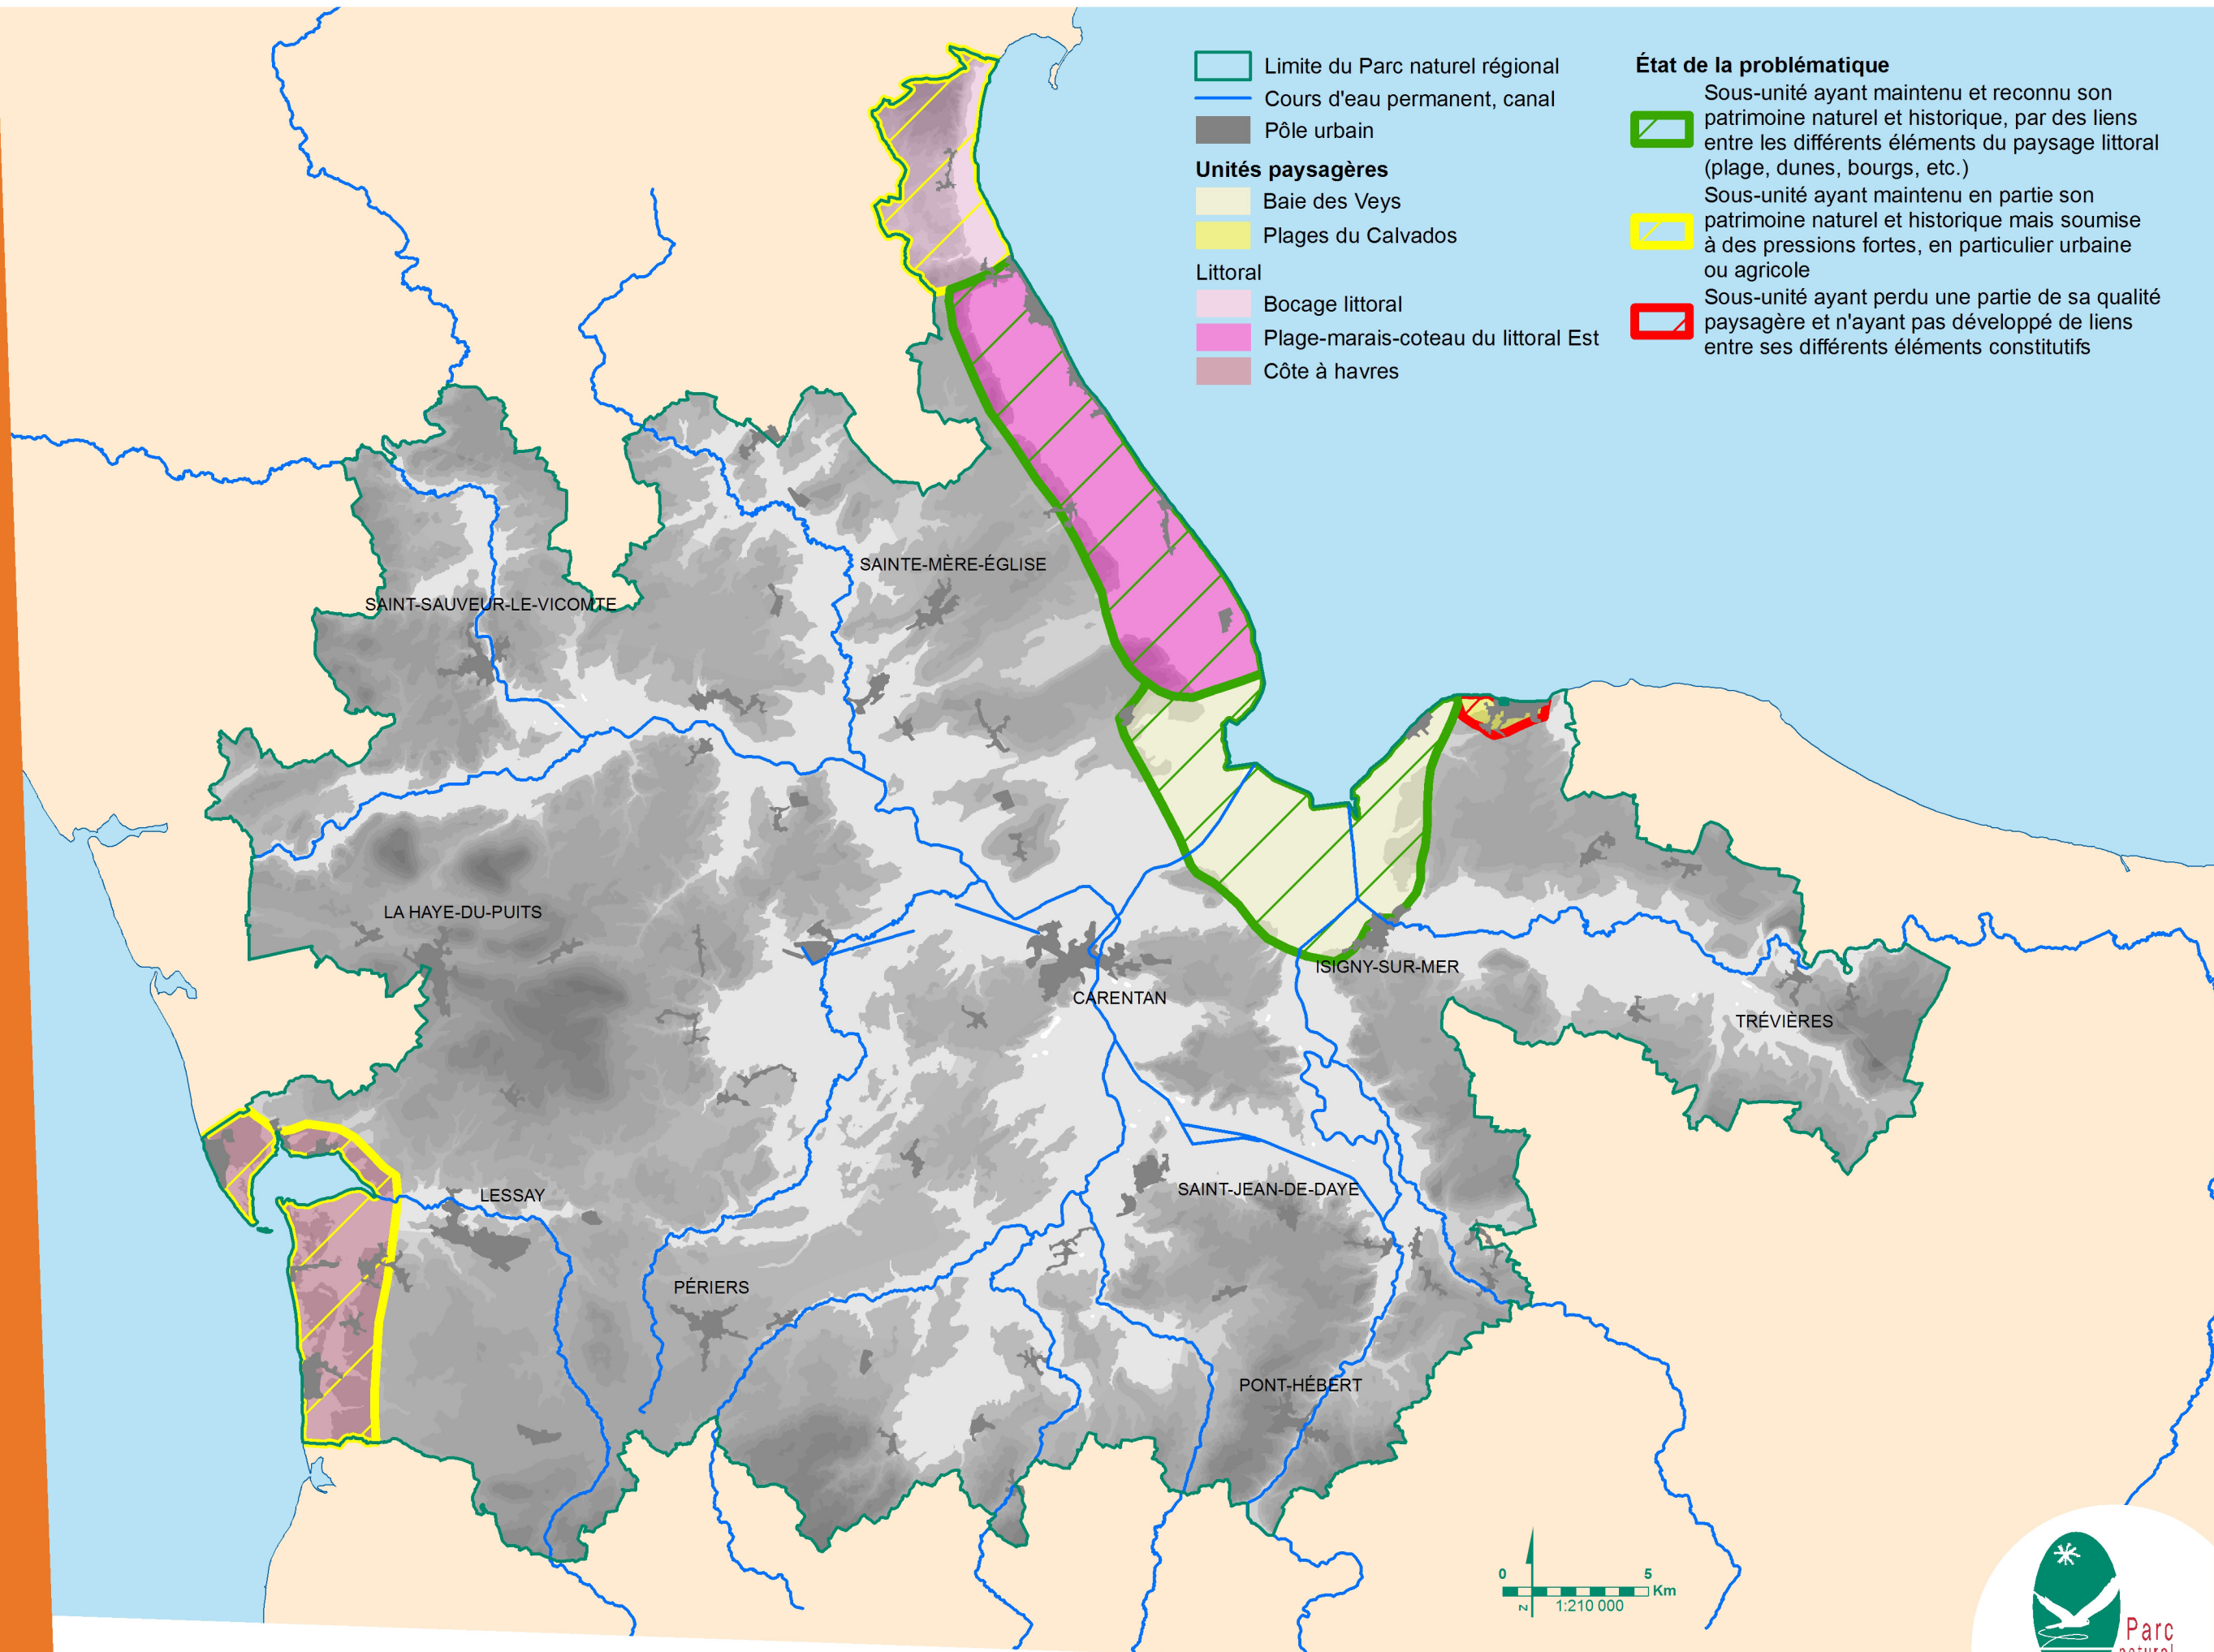 Limite du Parc naturel régional
Cours d'eau permanent, canal
Pôle urbain
Unités paysagères
Baie des Veys
Plages du Calvados
Littoral
Bocage littoral
Plage-marais-coteau du littoral Est
Côte à havres
État de la problématique
Sous-unité ayant maintenu et reconnu son
patrimoine naturel et historique, par des liens
entre les différents éléments du paysage littoral
(plage, dunes, bourgs, etc.)
Sous-unité ayant maintenu en partie son
patrimoine naturel et historique mais soumise
à des pressions fortes, en particulier urbaine
ou agricole
Sous-unité ayant perdu une partie de sa qualité
paysagère et n'ayant pas développé de liens
entre ses différents éléments constitutifs
SAINTE-MÈRE-ÉGLISE
SAINT-SAUVEUR-LE-VICOMTE
LA HAYE-DU-PUITS
ISIGNY-SUR-MER
CARENTAN
TRÉVIÈRES
SAINT-JEAN-DE-DAYE
LESSAY
PÉRIERS
PONT-HÉBERT
0 5
Km
1:210 000
N
Parc
naturel